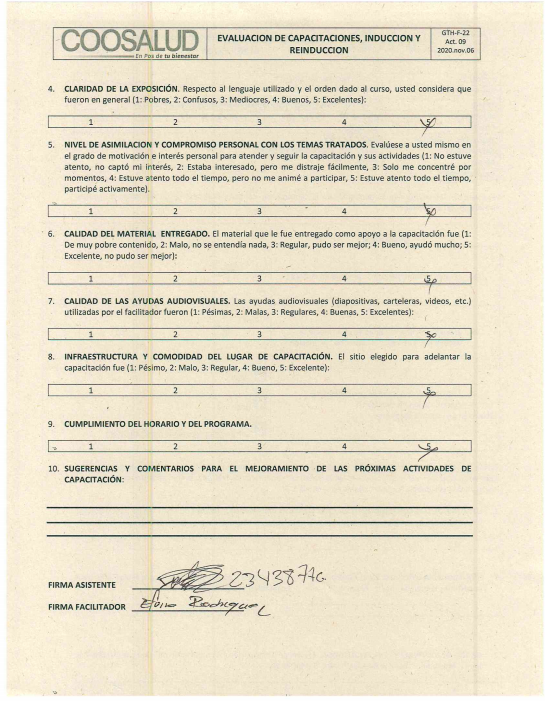 COOSALUD
En Pos de tu bienestar
EVALUACION DE CAPACITACIONES, INDUCCION Y
REINDUCCION
GTH-F-22
Act. 09
2020.nov.06
4. CLARIDAD DE LA EXPOSICIÓN. Respecto al lenguaje utilizado y el orden dado al curso, usted considera que
fueron en general (1: Pobres, 2: Confusos, 3: Mediocres, 4: Buenos, 5: Excelentes):
1 2 3 4 5
5. NIVEL DE ASIMILACION Y COMPROMISO PERSONAL CON LOS TEMAS TRATADOS. Evalúese a usted mismo en
el grado de motivación e interés personal para atender y seguir la capacitación y sus actividades (1: No estuve
atento, no captó mi interés, 2: Estaba interesado, pero me distraje fácilmente, 3: Solo me concentré por
momentos, 4: Estuve atento todo el tiempo, pero no me animé a participar, 5: Estuve atento todo el tiempo,
participé activamente).
1 2 3 4 5
6. CALIDAD DEL MATERIAL ENTREGADO. El material que le fue entregado como apoyo a la capacitación fue (1:
De muy pobre contenido, 2: Malo, no se entendía nada, 3: Regular, pudo ser mejor; 4: Bueno, ayudó mucho; 5:
Excelente, no pudo ser mejor):
1 2 3 4 5
7. CALIDAD DE LAS AYUDAS AUDIOVISUALES. Las ayudas audiovisuales (diapositivas, carteleras, videos, etc.)
utilizadas por el facilitador fueron (1: Pésimas, 2: Malas, 3: Regulares, 4: Buenas, 5: Excelentes):
1 2 3 4 5
8. INFRAESTRUCTURA Y COMODIDAD DEL LUGAR DE CAPACITACIÓN. El sitio elegido para adelantar la
capacitación fue (1: Pésimo, 2: Malo, 3: Regular, 4: Bueno, 5: Excelente):
1 2 3 4 5
9. CUMPLIMIENTO DEL HORARIO Y DEL PROGRAMA.
1 2 3 4 5
10. SUGERENCIAS Y COMENTARIOS PARA EL MEJORAMIENTO DE LAS PRÓXIMAS ACTIVIDADES DE
CAPACITACIÓN:
FIRMA ASISTENTE
FIRMA FACILITADOR